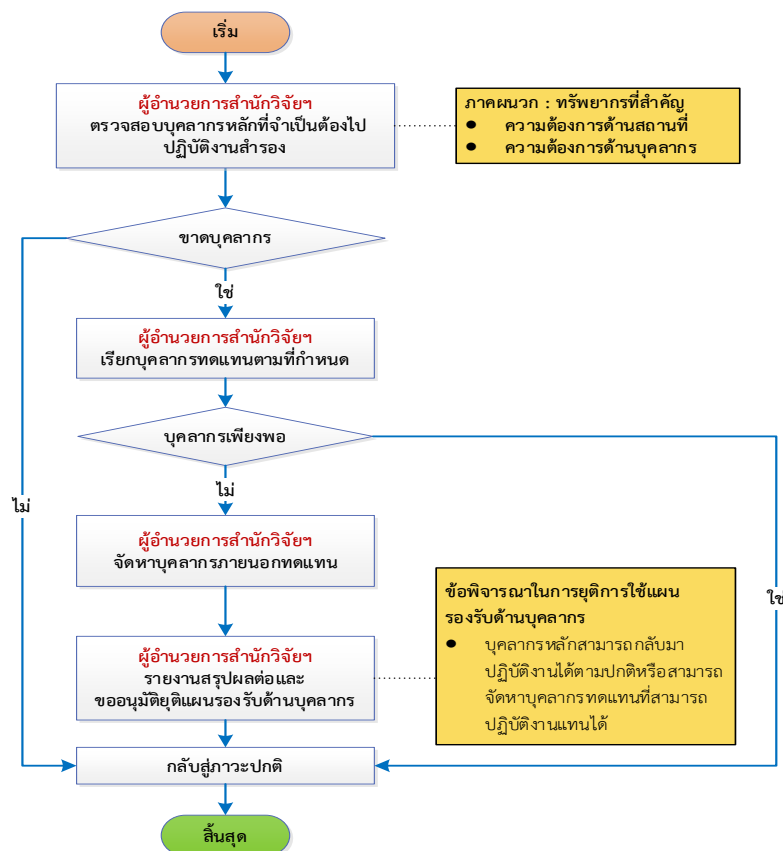 เริ่ม
ผู้อำนวยการสำนักวิจัยฯ
ตรวจสอบบุคลากรหลักที่จำเป็นต้องไป
ปฏิบัติงานสำรอง
ภาคผนวก : ทรัพยากรที่สำคัญ
● ความต้องการด้านสถานที่
● ความต้องการด้านบุคลากร
ขาดบุคลากร
ใช่
ผู้อำนวยการสำนักวิจัยฯ
เรียกบุคลากรทดแทนตามที่กำหนด
บุคลากรเพียงพอ
ไม่
ไม่
ผู้อำนวยการสำนักวิจัยฯ
จัดหาบุคลากรภายนอกทดแทน
ข้อพิจารณาในการยุติการใช้แผน
รองรับด้านบุคลากร
● บุคลากรหลักสามารถกลับมา
ปฏิบัติงานได้ตามปกติหรือสามารถ
จัดหาบุคลากรทดแทนที่สามารถ
ปฏิบัติงานแทนได้
ใช่
ผู้อำนวยการสำนักวิจัยฯ
รายงานสรุปผลต่อและ
ขออนุมัติยุติแผนรองรับด้านบุคลากร
กลับสู่ภาวะปกติ
สิ้นสุด